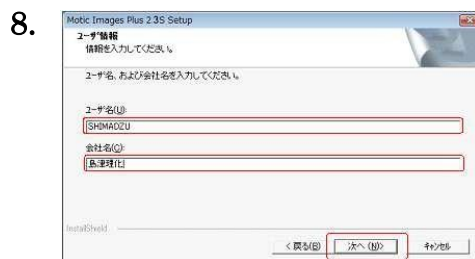 8.
Motic Images Plus 2.3S Setup
ユーザ情報
情報を入力してください。
ユーザ名、および会社名を入力してください。
ユーザ名(U):
SHIMADZU
会社名(C):
島津理化
InstallShield
< 戻る(B) 次へ(N)> キャンセル